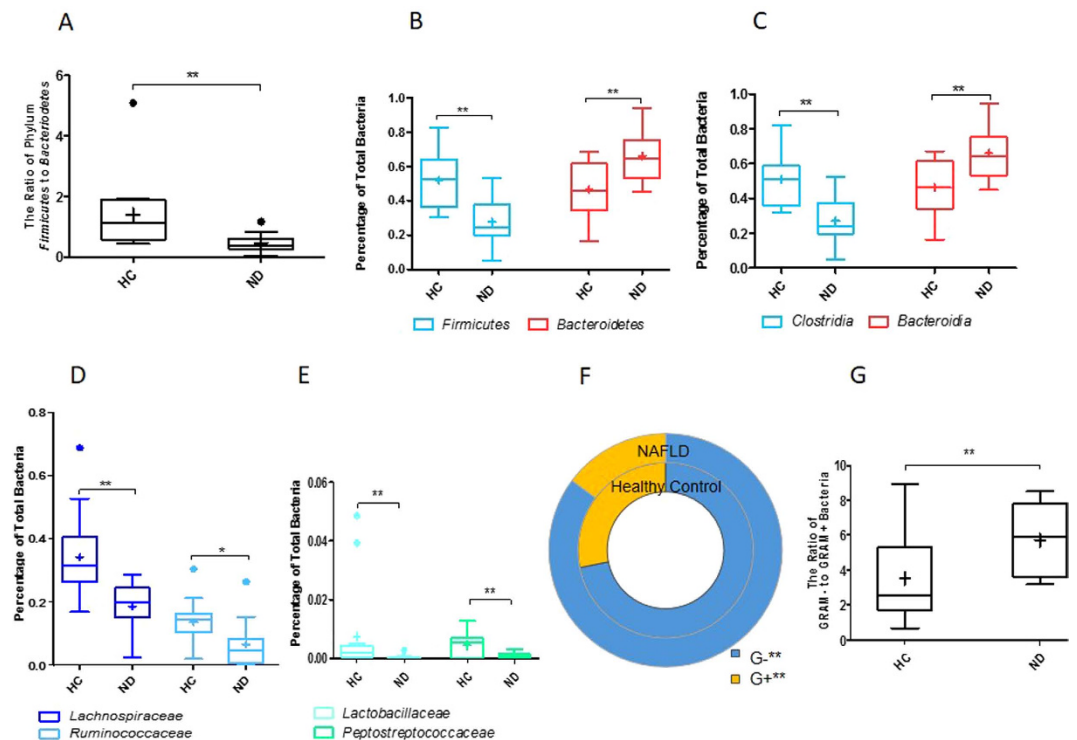 A
The Ratio of Phylum
Firmicutes to Bacteriodetes
6
4
2
0
**
HC
ND
B
Percentage of Total Bacteria
1.0
0.8
0.6
0.4
0.2
0.0
**
**
HC
ND
HC
ND
Firmicutes
Bacteroidetes
C
Percentage of Total Bacteria
1.0
0.8
0.6
0.4
0.2
0.0
**
**
HC
ND
HC
ND
Clostridia
Bacteroidia
D
Percentage of Total Bacteria
0.8
0.6
0.4
0.2
0.0
**
*
HC
ND
HC
ND
Lachnospiraceae
Ruminococcaceae
E
Percentage of Total Bacteria
0.06
0.04
0.02
0.00
**
**
HC
ND
HC
ND
Lactobacillaceae
Peptostreptococcaceae
F
NAFLD
Healthy Control
G-**
G+**
G
The Ratio of
GRAM - to GRAM + Bacteria
10
8
6
4
2
0
**
HC
ND